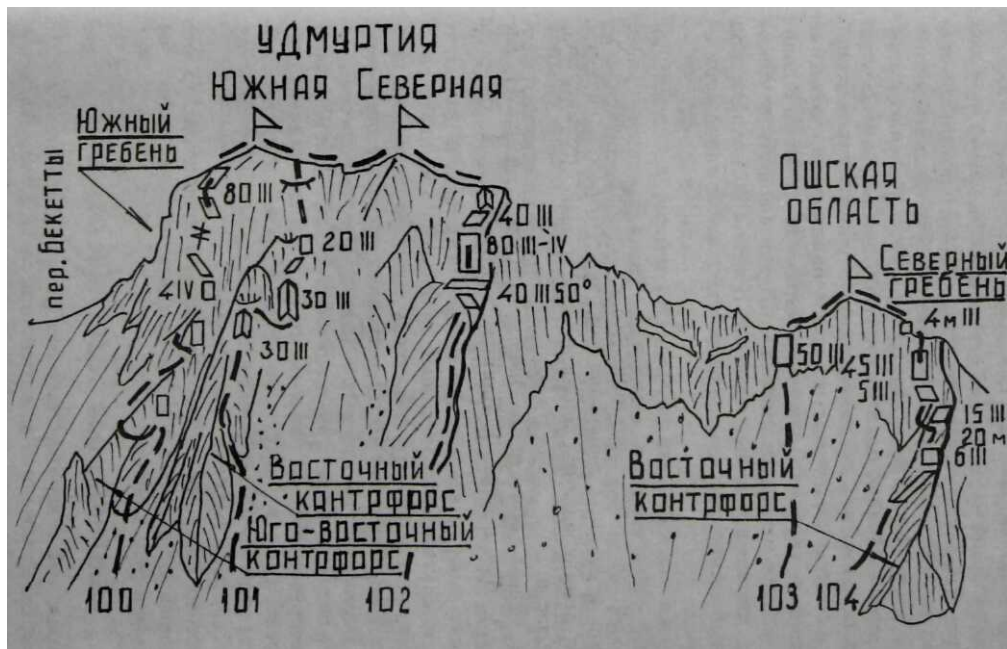 УДМУРТИЯ
ЮЖНАЯ СЕВЕРНАЯ
ЮЖНЫЙ
ГРЕБЕНЬ
пер. БЕКЕТТЫ
80 III
20 III
4 IV
30 III
30 III
40 III
80 III-IV
40 III 50°
ОШСКАЯ
ОБЛАСТЬ
СЕВЕРНЫЙ
ГРЕБЕНЬ
4м III
50 III
45 III
5 III
15 III
20 м
6 III
ВОСТОЧНЫЙ
КОНТРФОРС
ЮГО-ВОСТОЧНЫЙ
КОНТРФОРС
ВОСТОЧНЫЙ
КОНТРФОРС
100
101
102
103
104